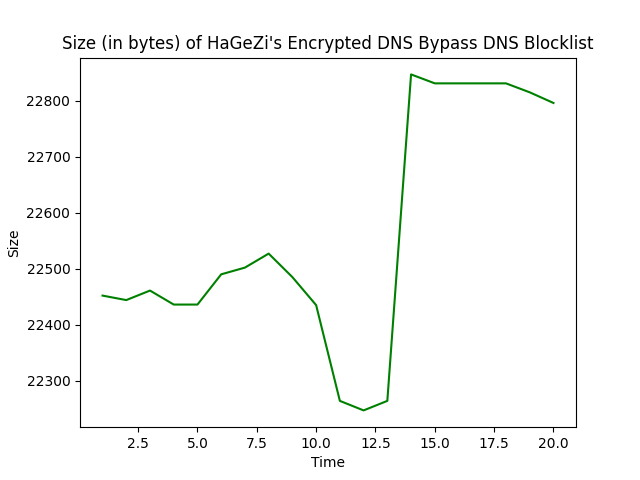 Size (in bytes) of HaGeZi's Encrypted DNS Bypass DNS Blocklist
22800
22700
22600
22500
22400
22300
Size
2.5 5.0 7.5 10.0 12.5 15.0 17.5 20.0
Time